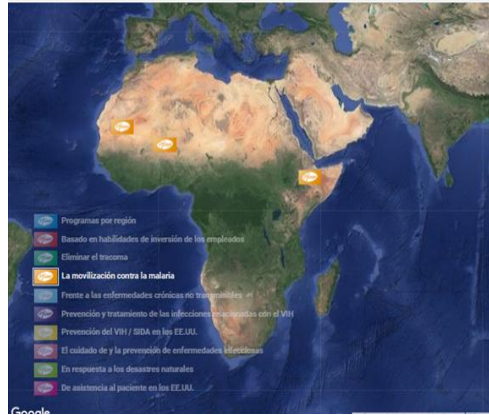 Programas por región
Basado en habilidades de inversión de los empleados
Eliminar el tracoma
La movilización contra la malaria
Frente a las enfermedades crónicas no transmisibles
Prevención y tratamiento de las infecciones relacionadas con el VIH
Prevención del VIH / SIDA en los EE.UU.
El cuidado de y la prevención de enfermedades infecciosas
En respuesta a los desastres naturales
De asistencia al paciente en los EE.UU.
Google